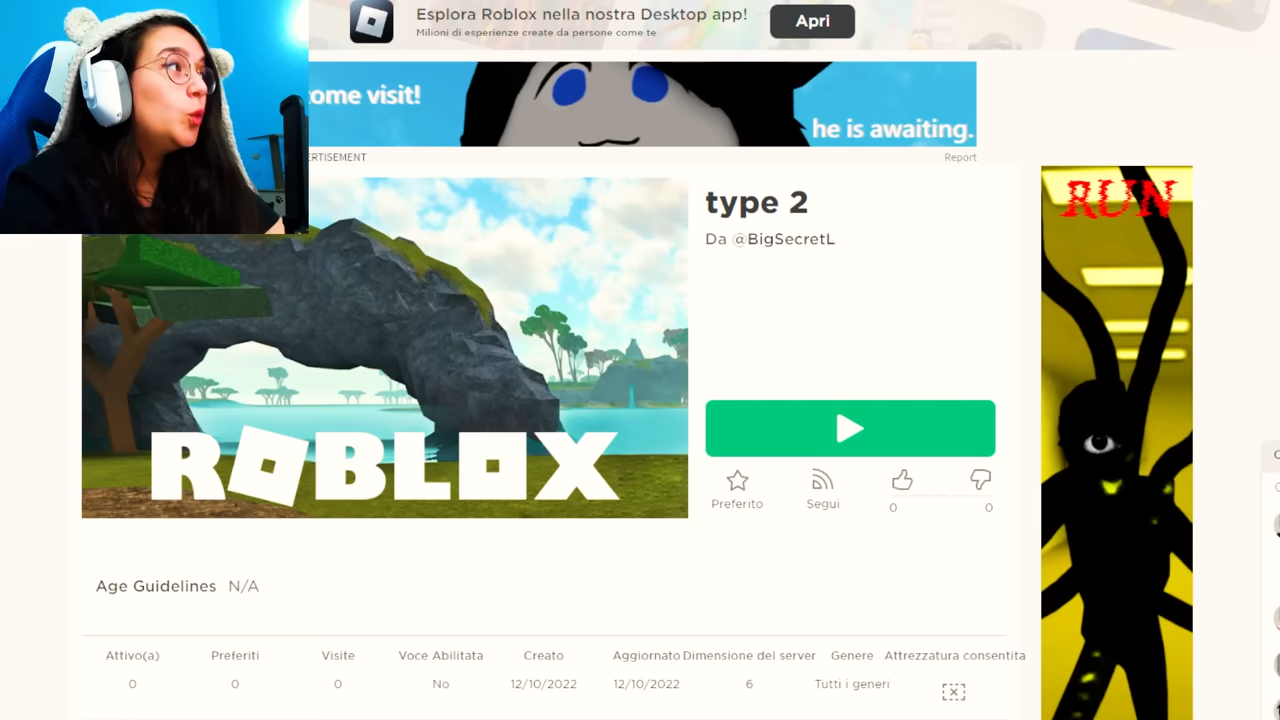 Esplora Roblox nella nostra Desktop app!
Milioni di esperienze create da persone come te
Apri
ome visit!
he is awaiting.
ERTISEMENT
Report
type 2
Da @BigSecretL
RUN
ROBLOX
Preferito
Segui
0
0
Age Guidelines N/A
Attivo(a) Preferiti Visite Voce Abilitata Creato Aggiornato Dimensione del server Genere Attrezzatura consentita
0 0 0 No 12/10/2022 12/10/2022 6 Tutti i generi